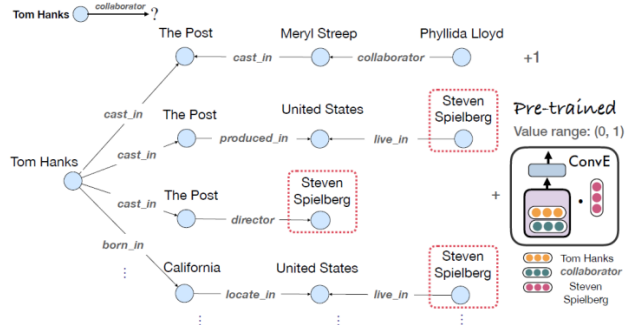 Tom Hanks collaborator ?
The Post Meryl Streep Phyllida Lloyd
cast_in collaborator +1
cast_in
The Post United States Steven Spielberg
cast_in produced_in live_in
Tom Hanks
Pre-trained
Value range: (0, 1)
ConvE
The Post Steven Spielberg
cast_in director +
born_in
California United States Steven Spielberg
locate_in live_in
Tom Hanks
collaborator
Steven Spielberg